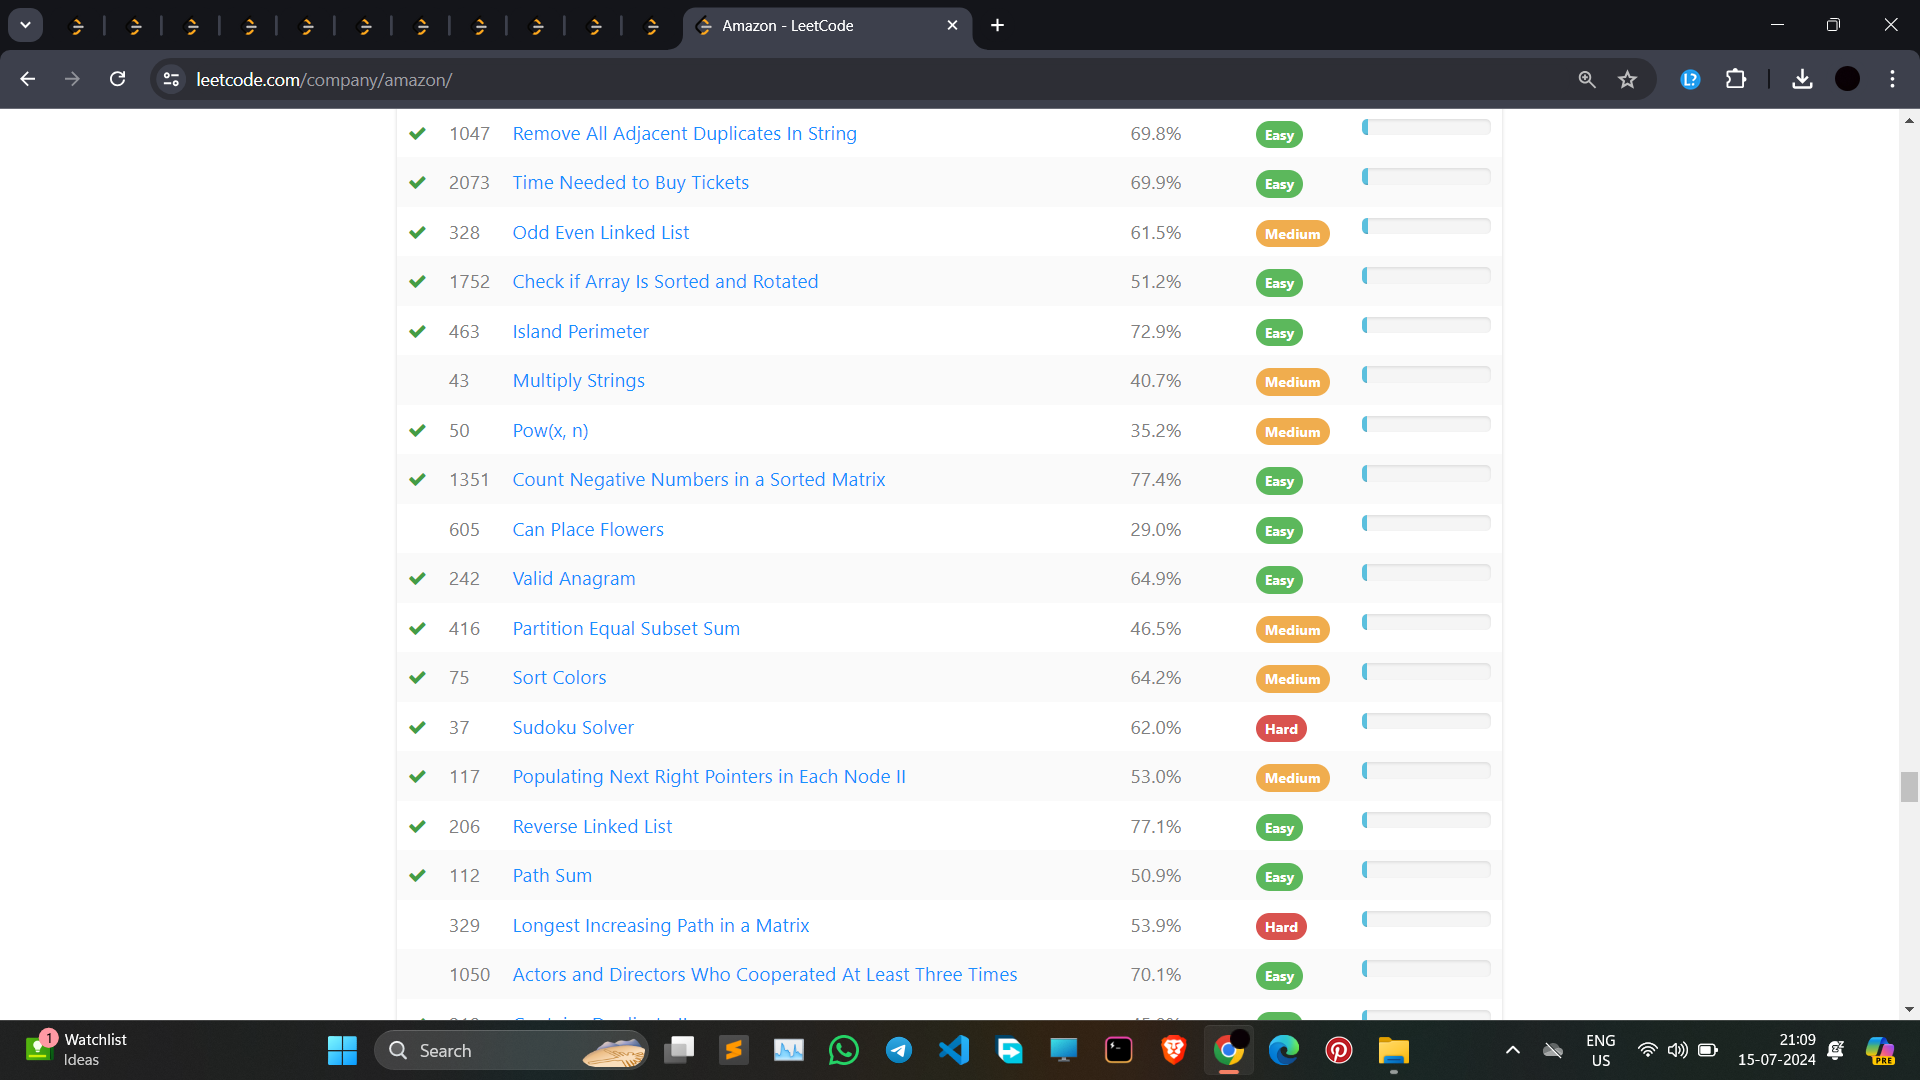 Amazon - LeetCode
leetcode.com/company/amazon/
L?
1047 Remove All Adjacent Duplicates In String 69.8% Easy
2073 Time Needed to Buy Tickets 69.9% Easy
328 Odd Even Linked List 61.5% Medium
1752 Check if Array Is Sorted and Rotated 51.2% Easy
463 Island Perimeter 72.9% Easy
43 Multiply Strings 40.7% Medium
50 Pow(x, n) 35.2% Medium
1351 Count Negative Numbers in a Sorted Matrix 77.4% Easy
605 Can Place Flowers 29.0% Easy
242 Valid Anagram 64.9% Easy
416 Partition Equal Subset Sum 46.5% Medium
75 Sort Colors 64.2% Medium
37 Sudoku Solver 62.0% Hard
117 Populating Next Right Pointers in Each Node II 53.0% Medium
206 Reverse Linked List 77.1% Easy
112 Path Sum 50.9% Easy
329 Longest Increasing Path in a Matrix 53.9% Hard
1050 Actors and Directors Who Cooperated At Least Three Times 70.1% Easy
1 Watchlist
Ideas
Search
ENG
US
21:09
15-07-2024
PRE